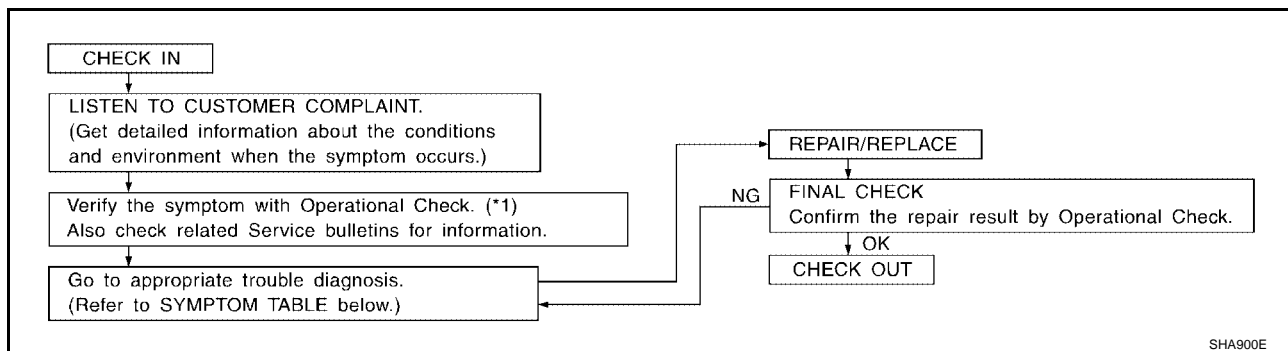 CHECK IN
LISTEN TO CUSTOMER COMPLAINT.
(Get detailed information about the conditions
and environment when the symptom occurs.)
Verify the symptom with Operational Check. (*1)
Also check related Service bulletins for information.
Go to appropriate trouble diagnosis.
(Refer to SYMPTOM TABLE below.)
REPAIR/REPLACE
NG
FINAL CHECK
Confirm the repair result by Operational Check.
OK
CHECK OUT
SHA900E